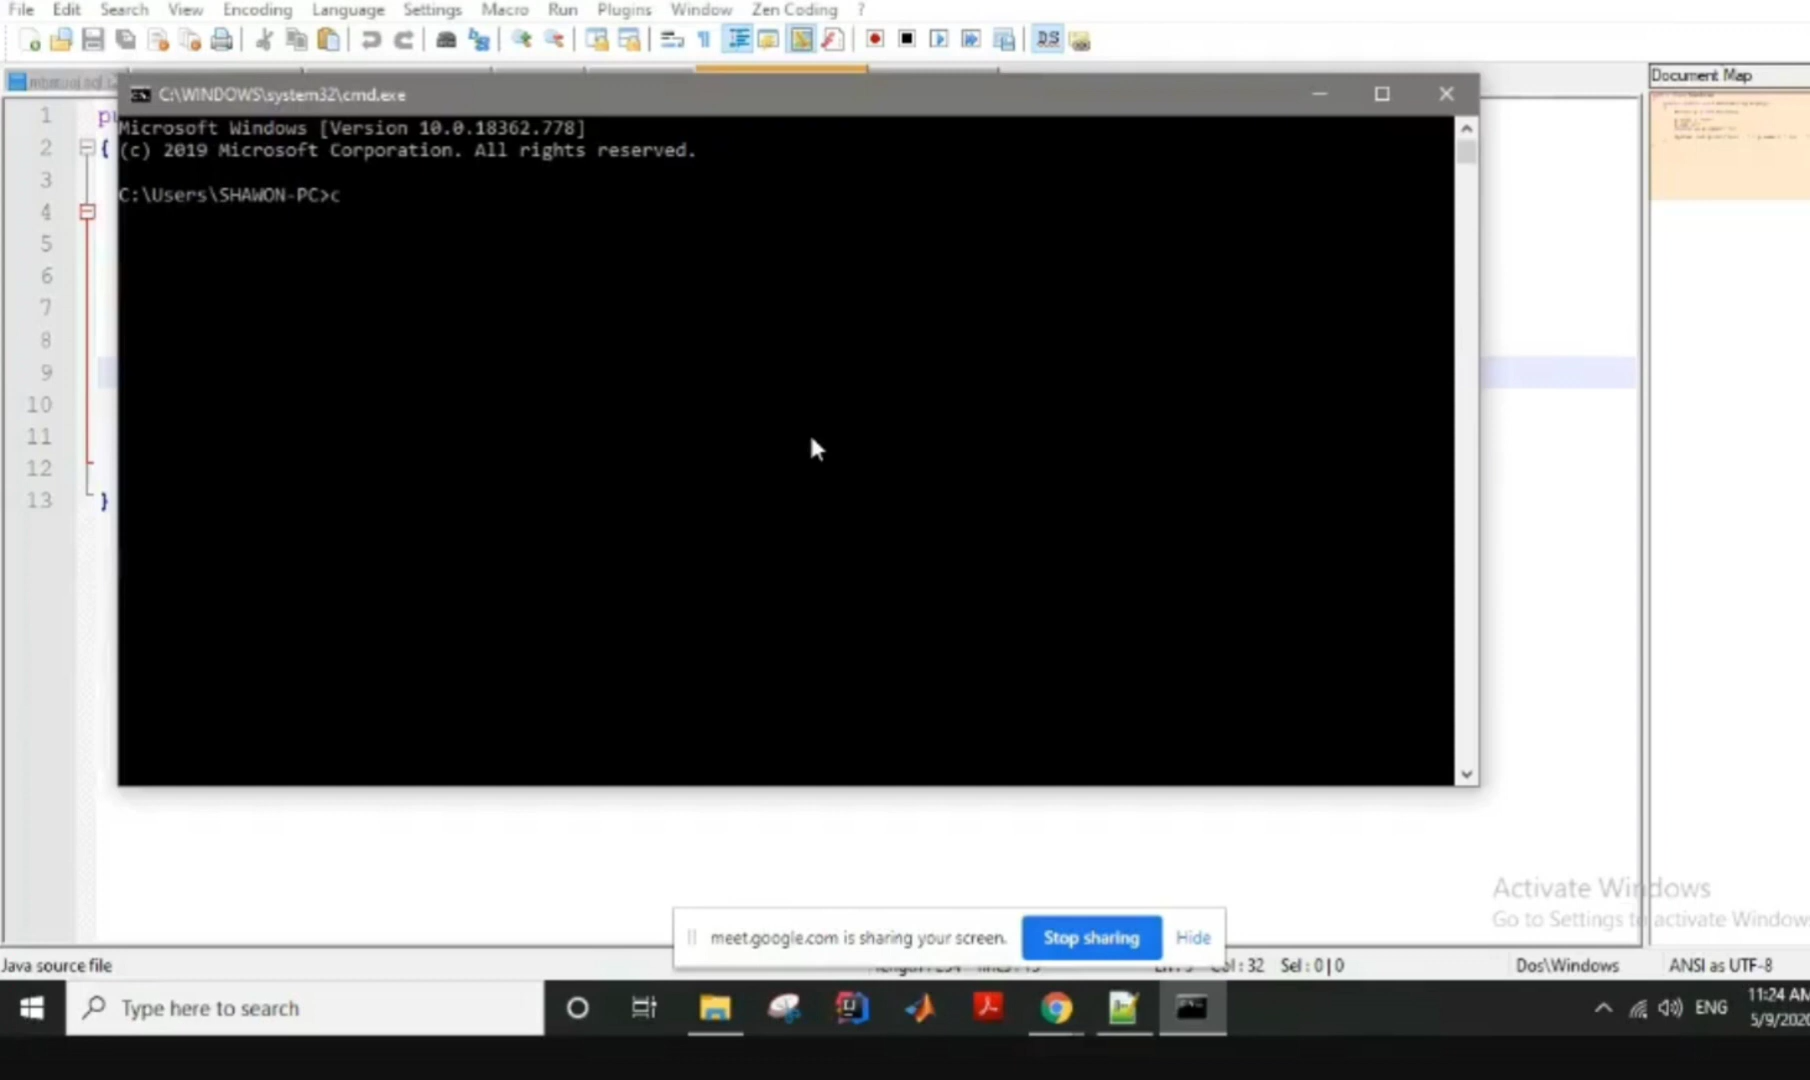 File Edit Search View Encoding Language Settings Macro Run Plugins Window Zen Coding ?
Document Map
C:\WINDOWS\system32\cmd.exe
Microsoft Windows [Version 10.0.18362.778]
(c) 2019 Microsoft Corporation. All rights reserved.
C:\Users\SHAWON-PC>c
1
2 {
3
4
5
6
7
8
9
10
11
12
13 }
Activate Windows
Go to Settings to activate Windows
meet.google.com is sharing your screen. Stop sharing Hide
Java source file Col : 32 Sel : 0 | 0 Dos\Windows ANSI as UTF-8
Type here to search ENG 11:24 AM
5/9/2020